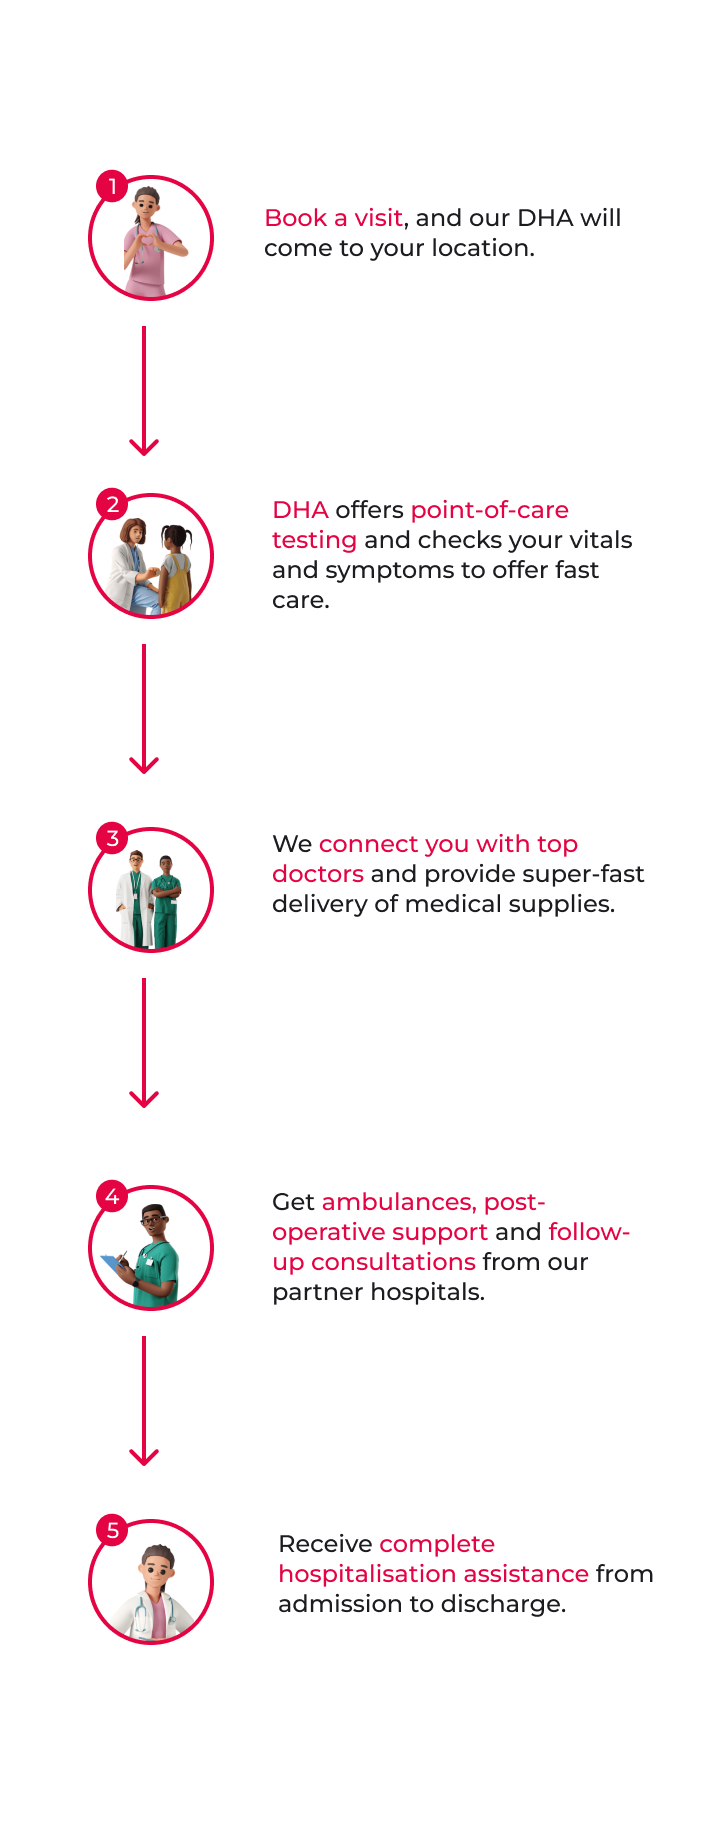 1
Book a visit, and our DHA will
come to your location.
2
DHA offers point-of-care
testing and checks your vitals
and symptoms to offer fast
care.
3
We connect you with top
doctors and provide super-fast
delivery of medical supplies.
4
Get ambulances, post-
operative support and follow-
up consultations from our
partner hospitals.
5
Receive complete
hospitalisation assistance from
admission to discharge.